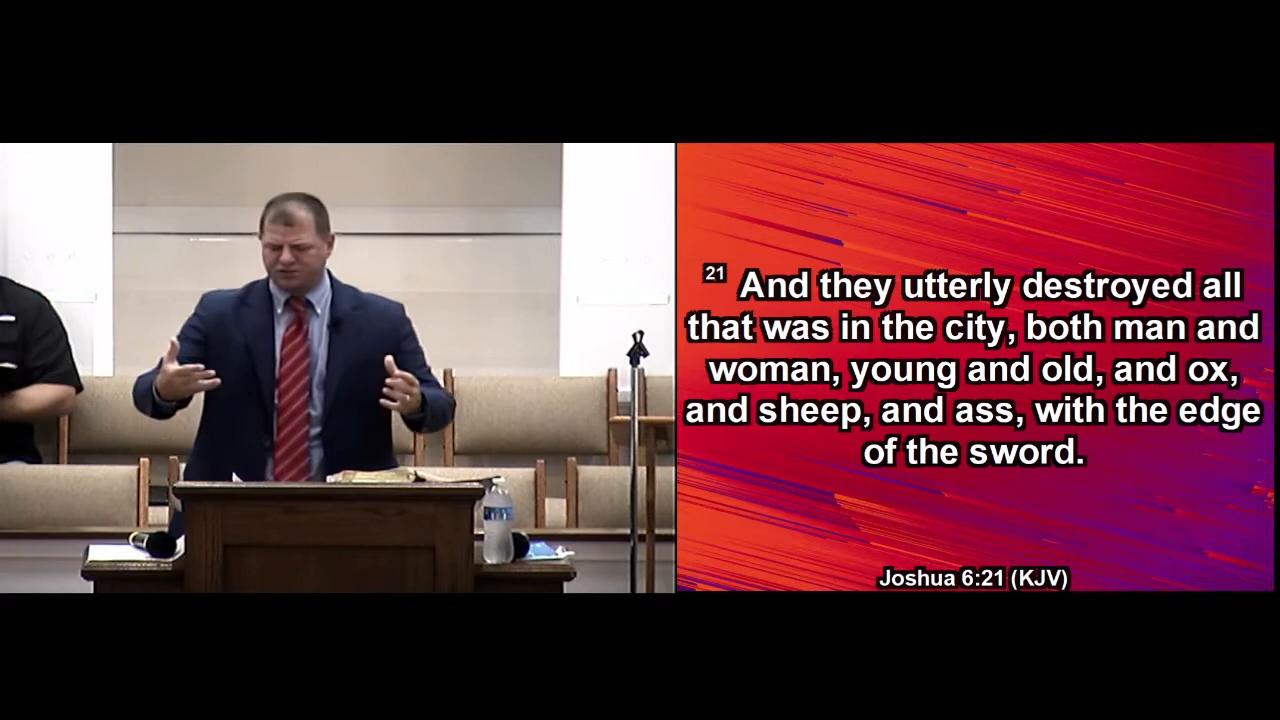 21 And they utterly destroyed all
that was in the city, both man and
woman, young and old, and ox,
and sheep, and ass, with the edge
of the sword.
Joshua 6:21 (KJV)